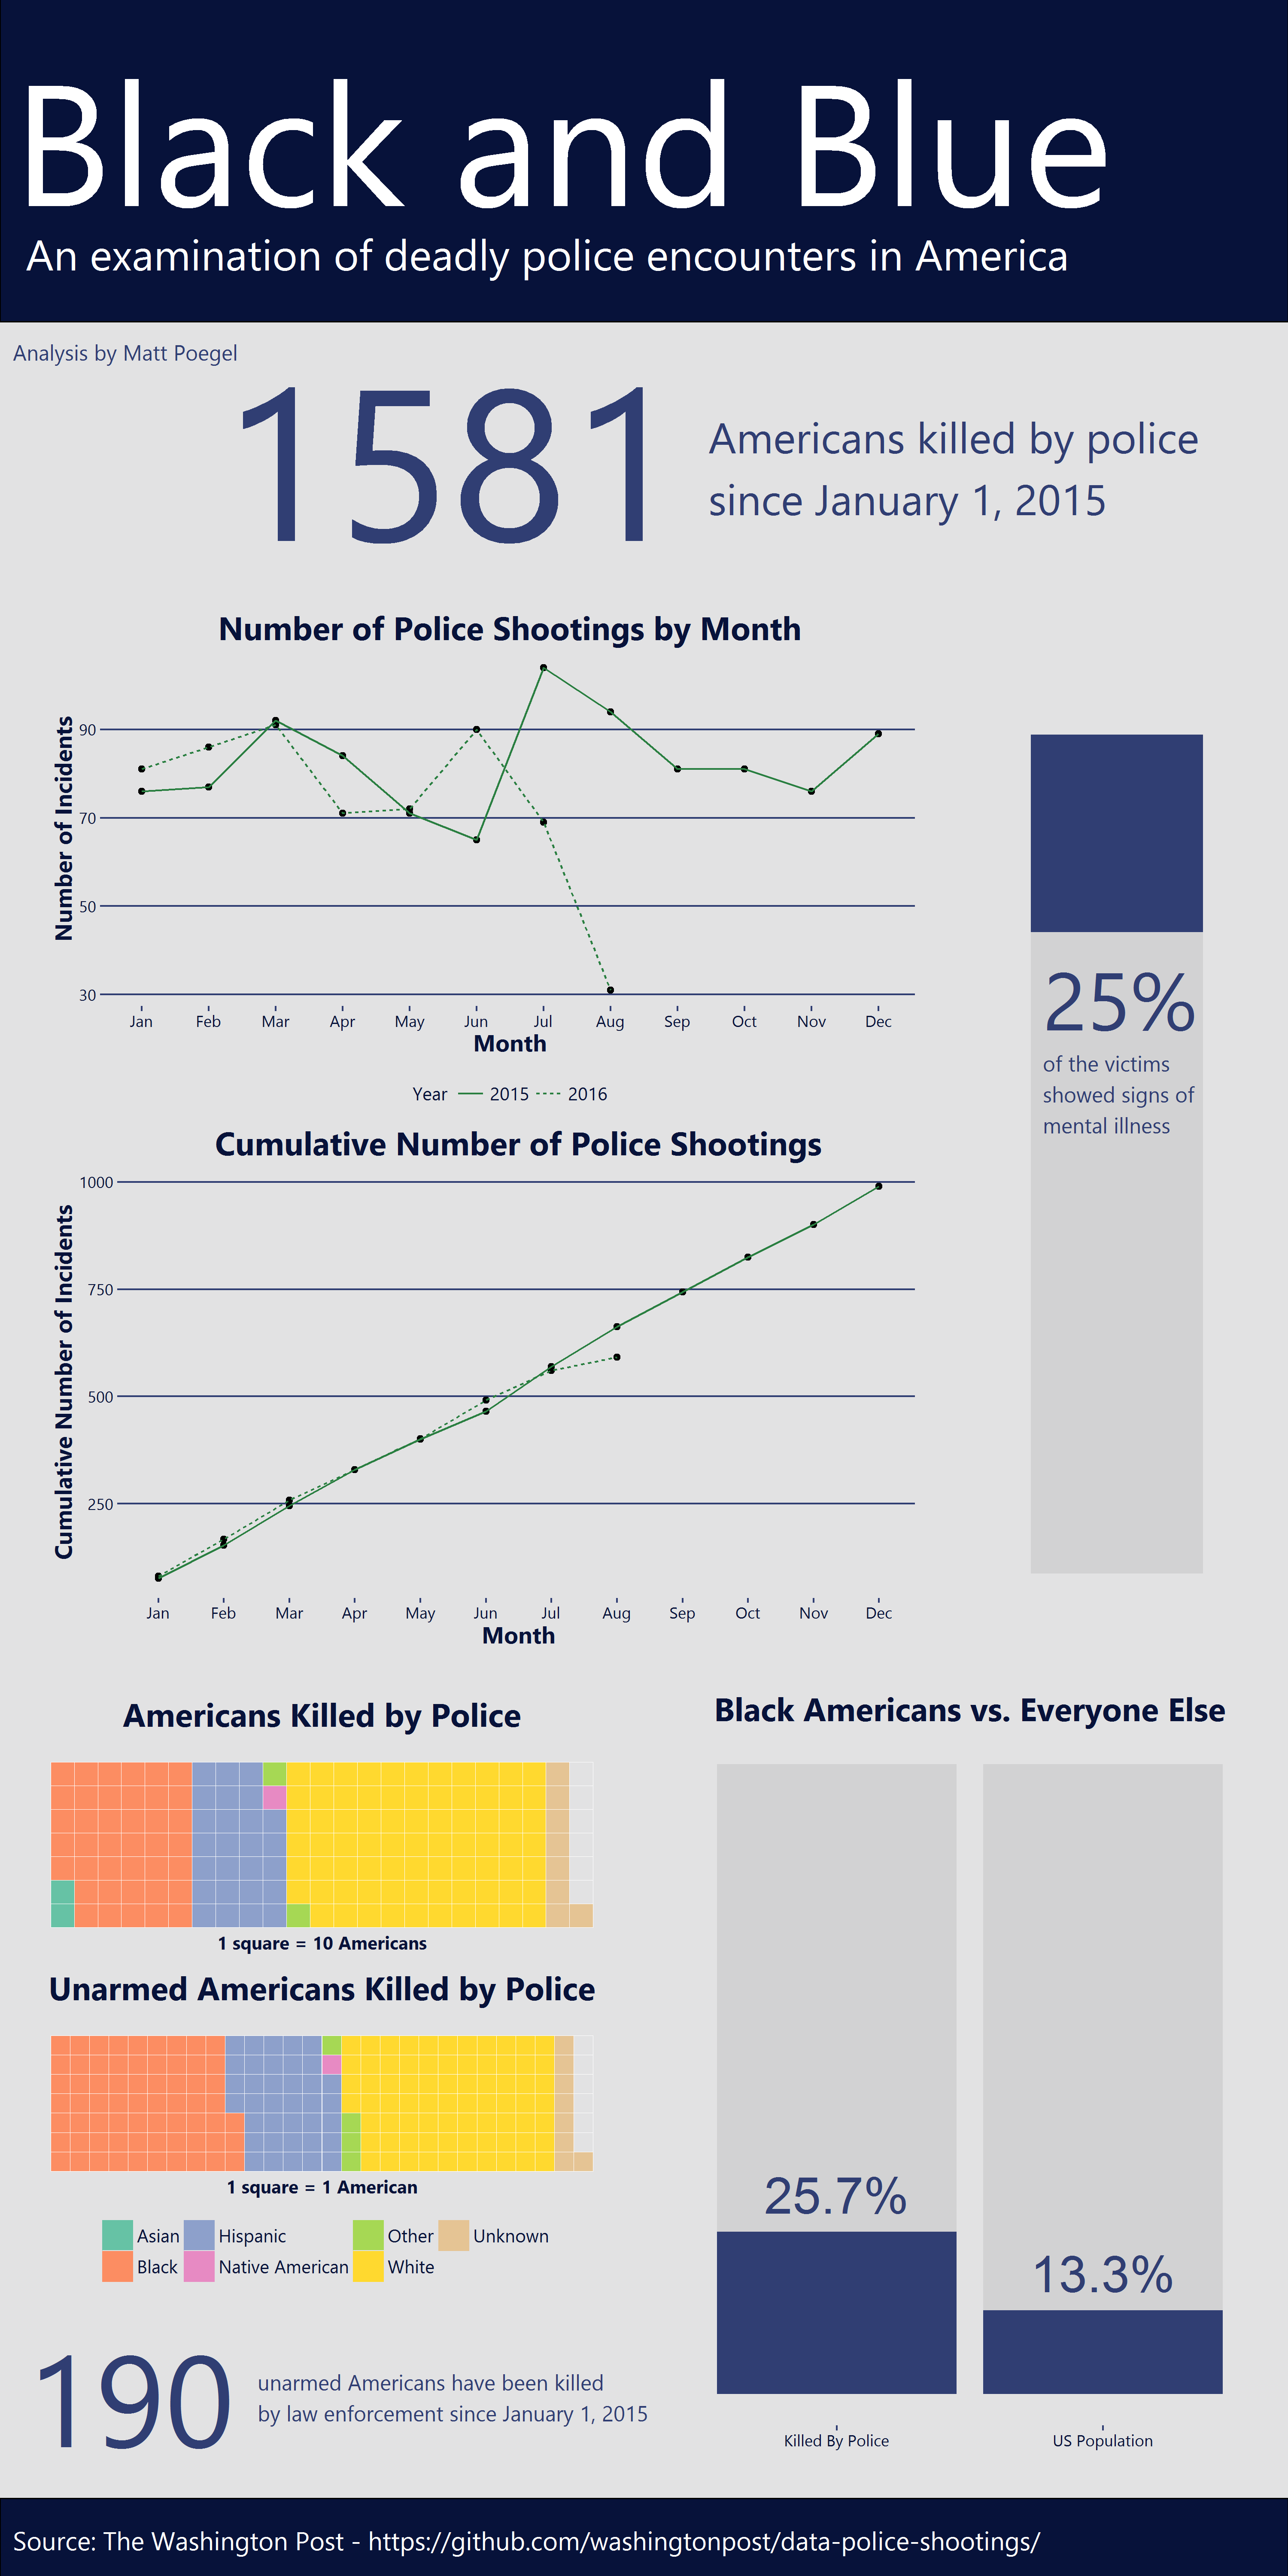 Black and Blue
An examination of deadly police encounters in America
Analysis by Matt Poegel
1581
Americans killed by police
since January 1, 2015
Number of Police Shootings by Month
Number of Incidents
90
70
50
30
Jan Feb Mar Apr May Jun Jul Aug Sep Oct Nov Dec
Month
Year 2015 2016
25%
of the victims
showed signs of
mental illness
Cumulative Number of Police Shootings
Cumulative Number of Incidents
1000
750
500
250
Jan Feb Mar Apr May Jun Jul Aug Sep Oct Nov Dec
Month
Americans Killed by Police
1 square = 10 Americans
Unarmed Americans Killed by Police
1 square = 1 American
Asian Hispanic Other Unknown
Black Native American White
190
unarmed Americans have been killed
by law enforcement since January 1, 2015
Black Americans vs. Everyone Else
25.7%
13.3%
Killed By Police US Population
Source: The Washington Post - https://github.com/washingtonpost/data-police-shootings/